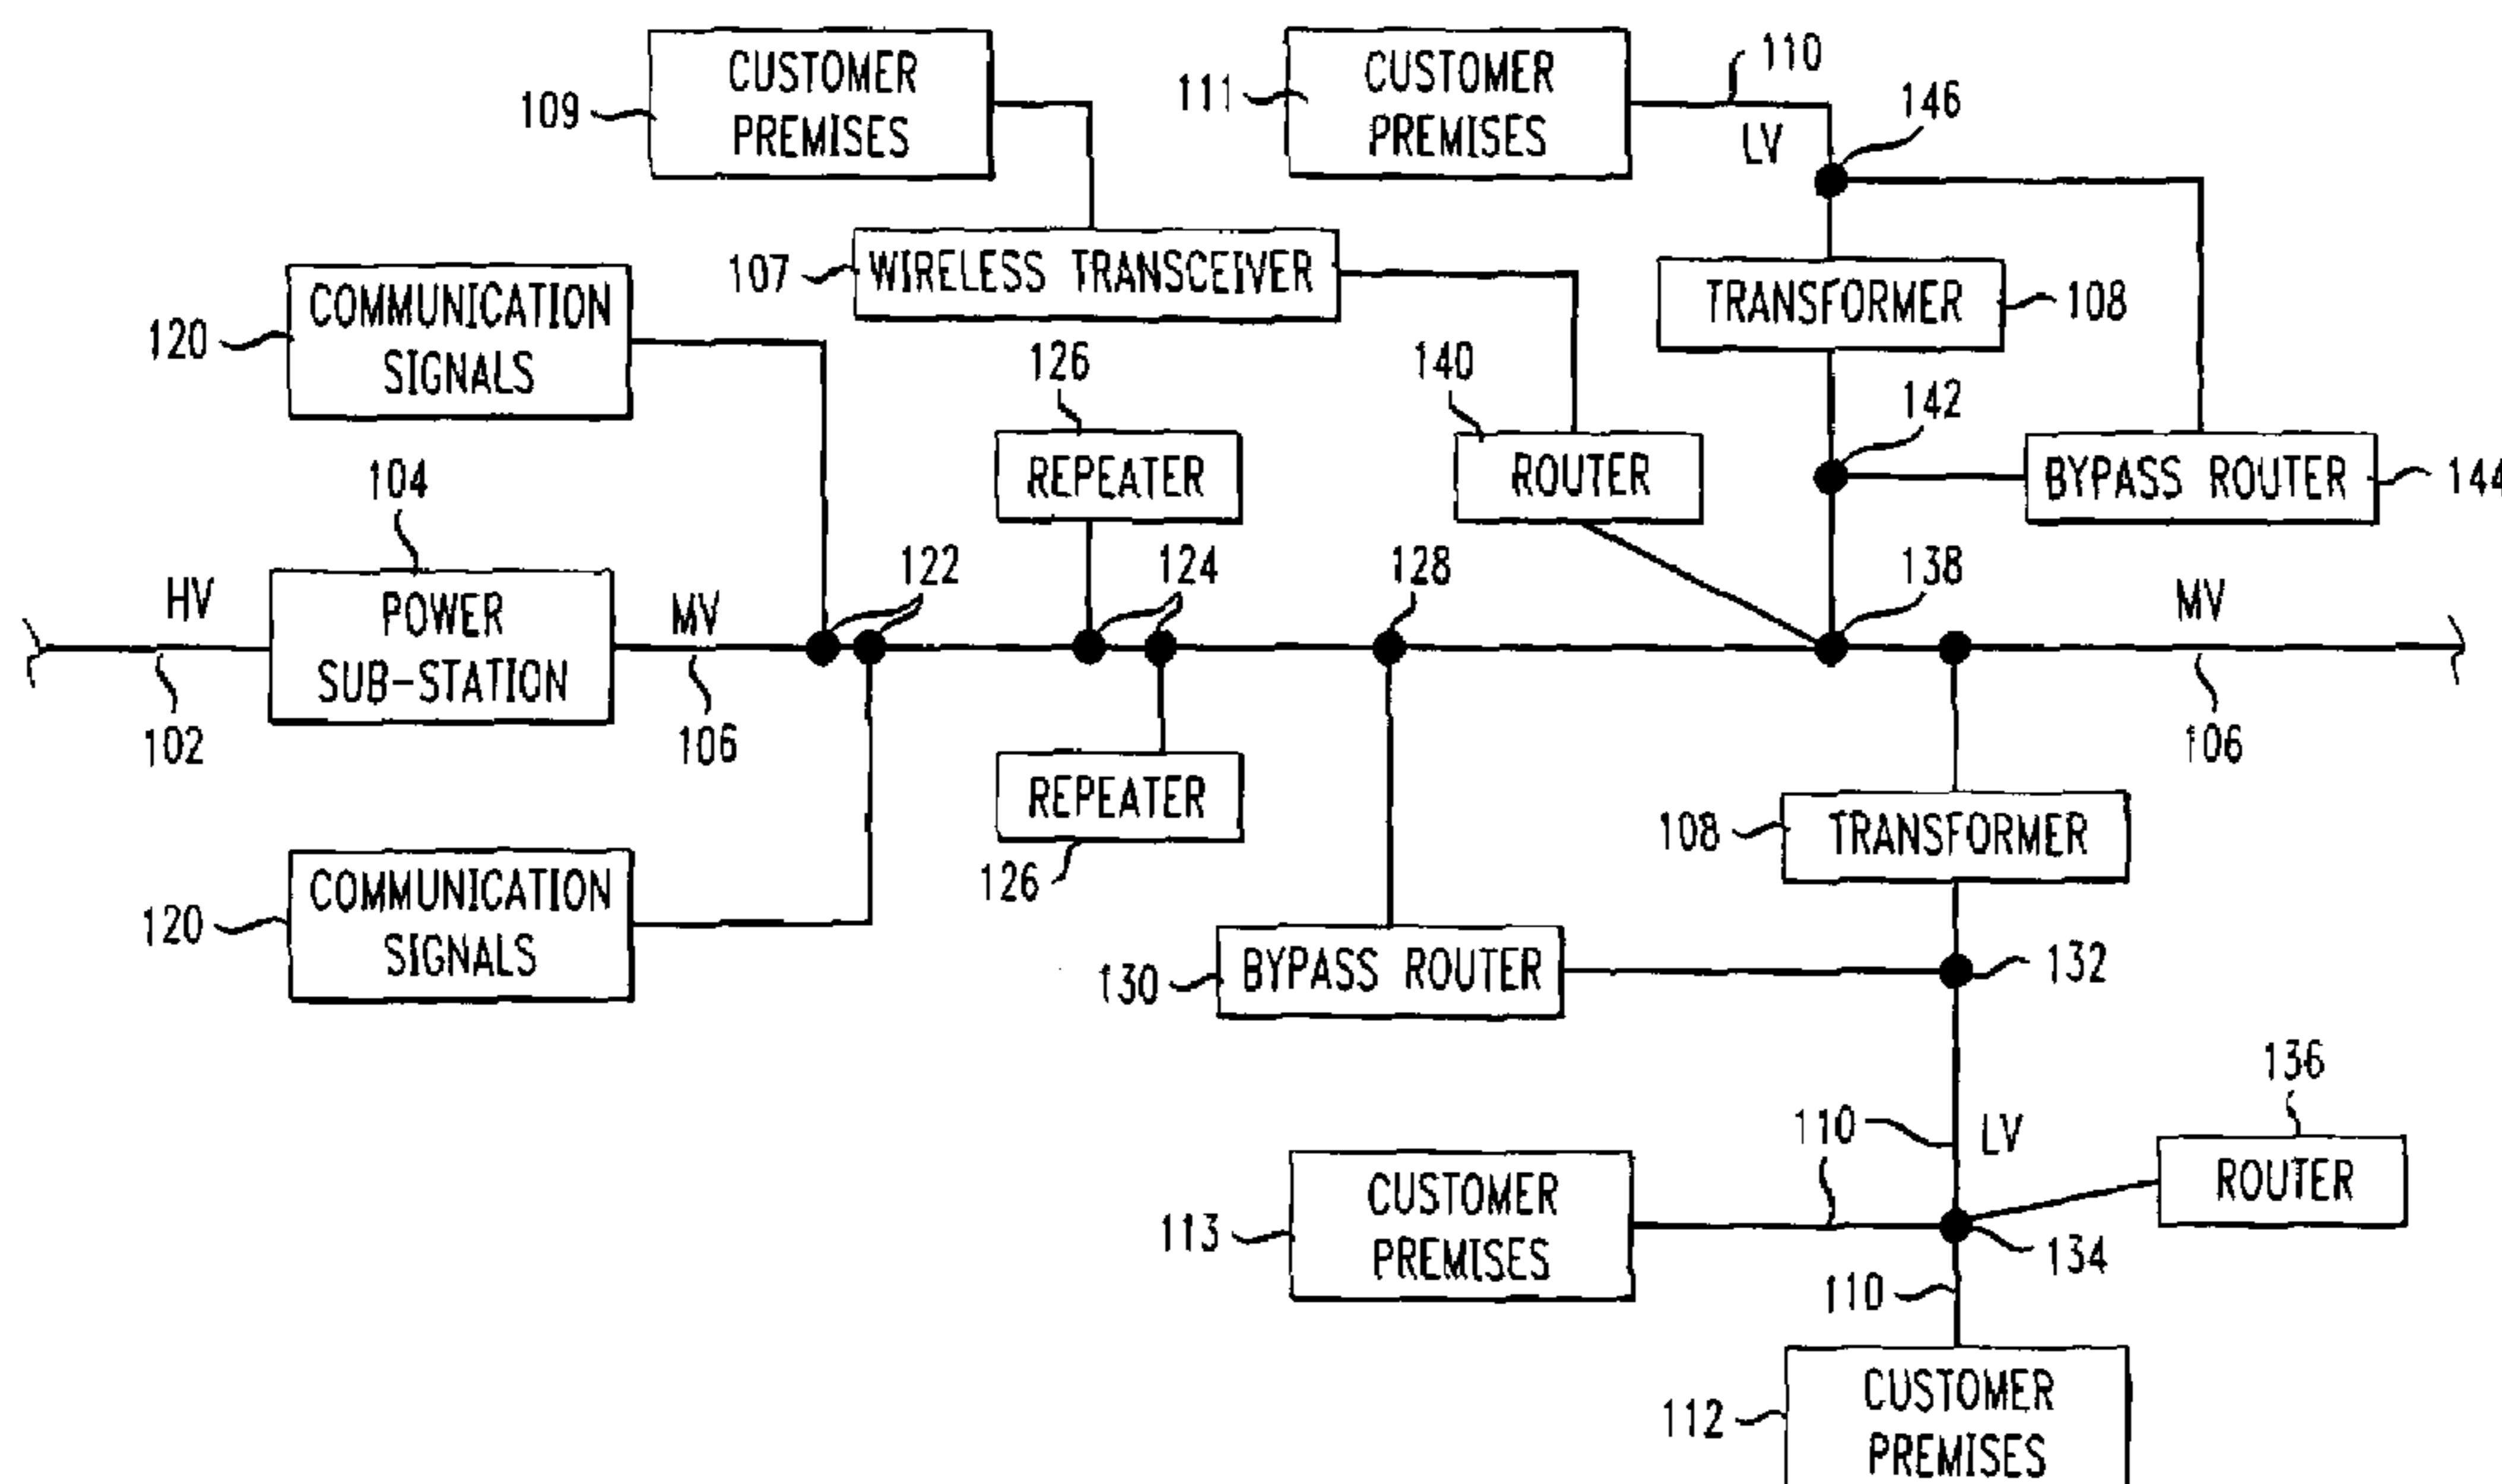 CUSTOMER
PREMISES
109
CUSTOMER
PREMISES
111
110
LV
146
WIRELESS TRANSCEIVER
107
COMMUNICATION
SIGNALS
120
TRANSFORMER
108
126
REPEATER
140
ROUTER
142
BYPASS ROUTER
144
104
HV
POWER
SUB-STATION
102
MV
106
122
124
128
138
MV
106
REPEATER
126
TRANSFORMER
108
COMMUNICATION
SIGNALS
120
BYPASS ROUTER
130
132
136
ROUTER
110
LV
110
CUSTOMER
PREMISES
113
134
110
CUSTOMER
PREMISES
112